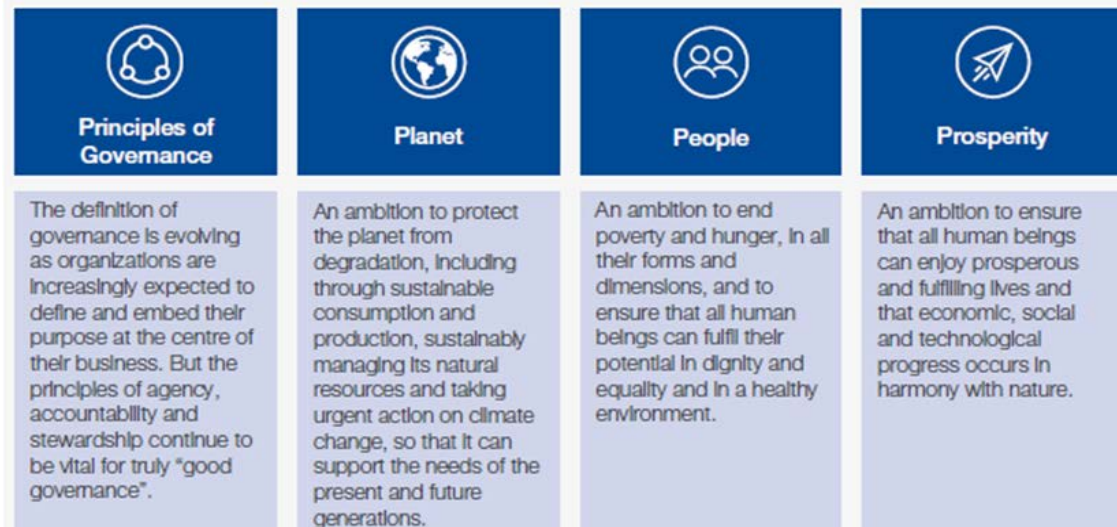 Principles of
Governance
The definition of
governance is evolving
as organizations are
increasingly expected to
define and embed their
purpose at the centre of
their business. But the
principles of agency,
accountability and
stewardship continue to
be vital for truly “good
governance”.
Planet
An ambition to protect
the planet from
degradation, including
through sustainable
consumption and
production, sustainably
managing its natural
resources and taking
urgent action on climate
change, so that it can
support the needs of the
present and future
generations.
People
An ambition to end
poverty and hunger, in all
their forms and
dimensions, and to
ensure that all human
beings can fulfil their
potential in dignity and
equality and in a healthy
environment.
Prosperity
An ambition to ensure
that all human beings
can enjoy prosperous
and fulfilling lives and
that economic, social
and technological
progress occurs in
harmony with nature.